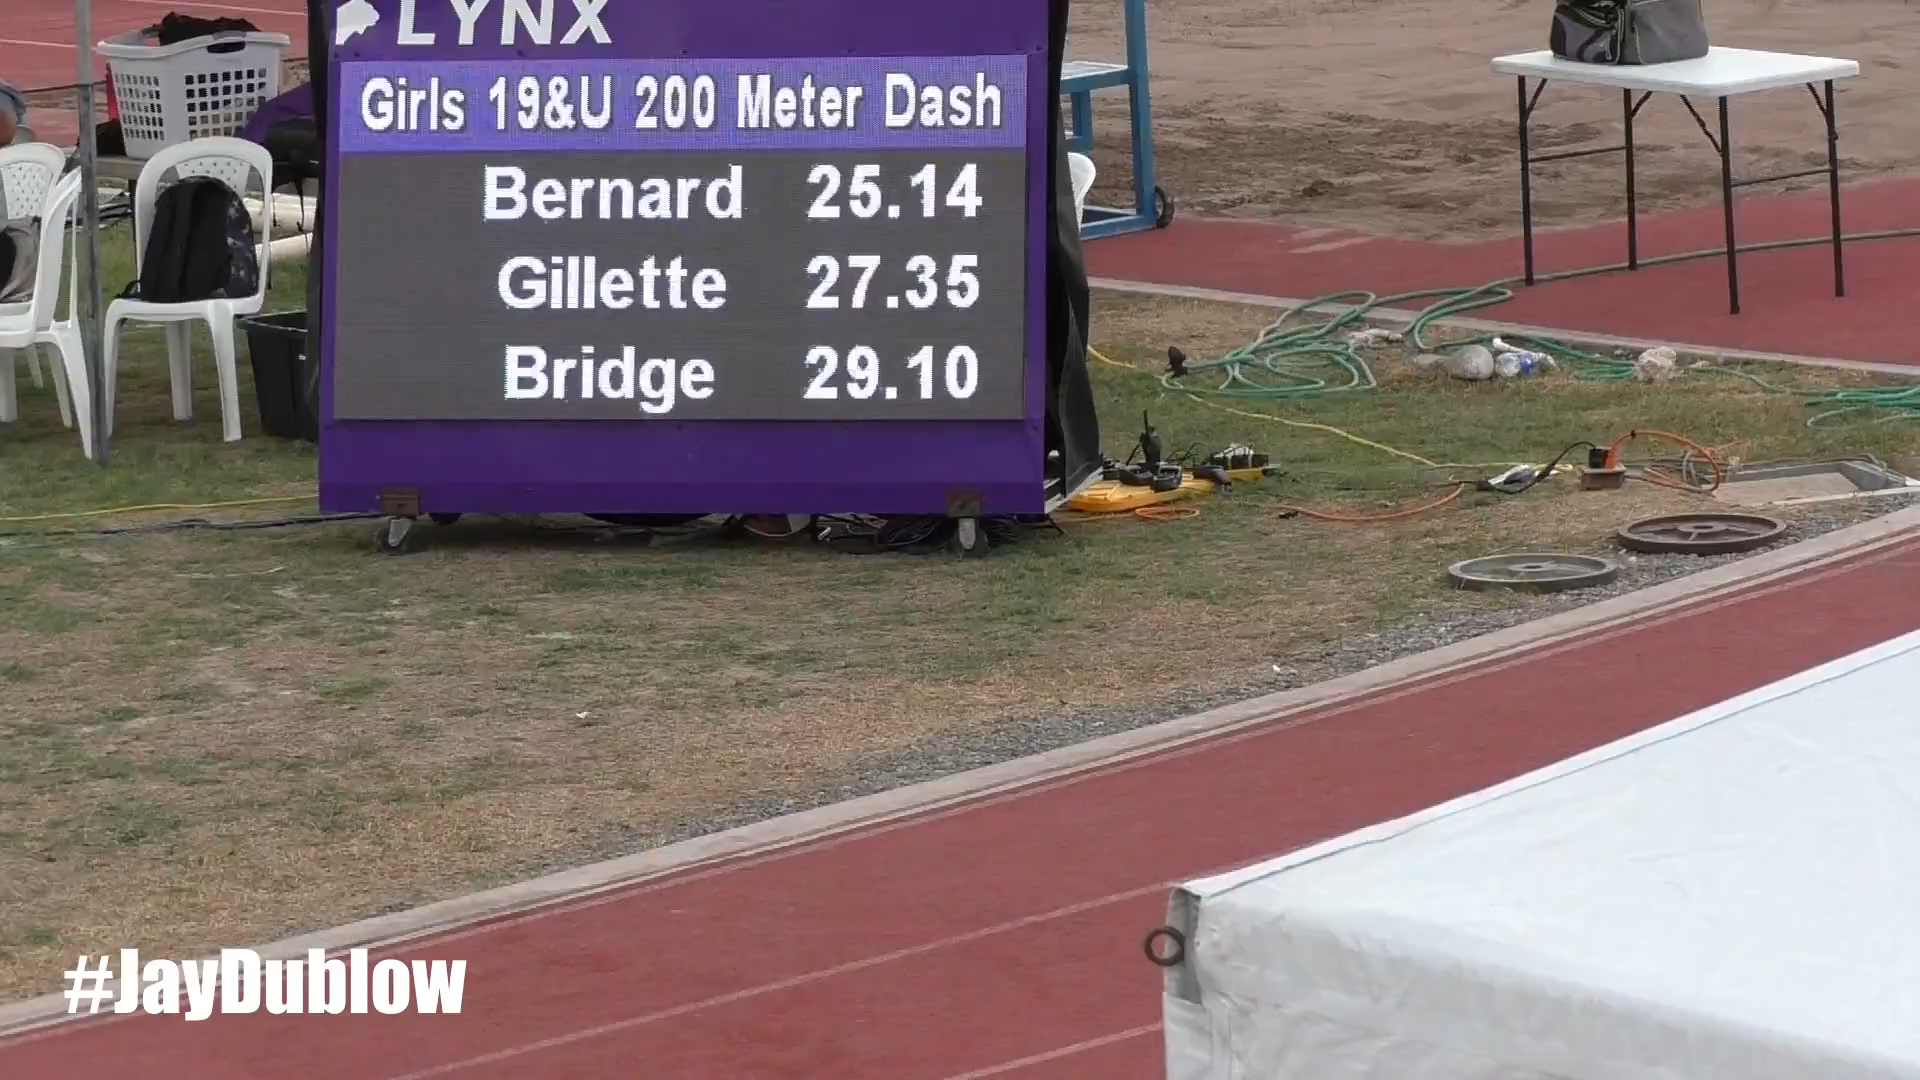 LYNX
Girls 19&U 200 Meter Dash
Bernard 25.14
Gillette 27.35
Bridge 29.10
#JayDublow